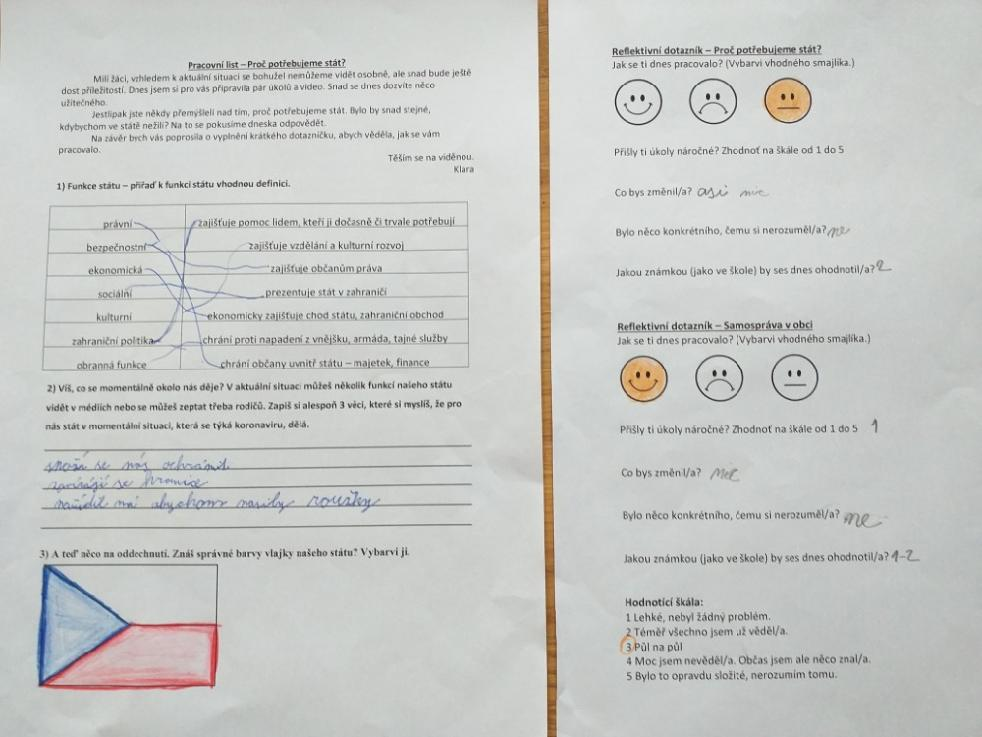 Pracovní list – Proč potřebujeme stát?
Milí žáci, vzhledem k aktuální situaci se bohužel nemůžeme vidět osobně, ale snad bude ještě
dost příležitostí. Dnes jsem si pro vás připravila pár úkolů a video. Snad se dnes dozvíte něco
užitečného.
Jestlipak jste někdy přemýšleli nad tím, proč potřebujeme stát. Bylo by snad stejné,
kdybychom ve státě nežili? Na to se pokusíme dneska odpovědět.
Na závěr bych vás poprosila o vyplnění krátkého dotazníčku, abych věděla, jak se vám
pracovalo.
Těším se na viděnou.
Klara
1) Funkce státu – přiřaď k funkci státu vhodnou definici.
právní zajišťuje pomoc lidem, kteří ji dočasně či trvale potřebují
bezpečnostní zajišťuje vzdělání a kulturní rozvoj
ekonomická zajišťuje občanům práva
sociální prezentuje stát v zahraničí
kulturní ekonomicky zajišťuje chod státu, zahraniční obchod
zahraniční politika chrání proti napadení z vnějšku, armáda, tajné služby
obranná funkce chrání občany uvnitř státu – majetek, finance
2) Víš, co se momentálně okolo nás děje? V aktuální situaci můžeš několik funkcí našeho státu
vidět v médiích nebo se můžeš zeptat třeba rodičů. Zapiš si alespoň 3 věci, které si myslíš, že pro
nás stát v momentální situaci, která se týká koronaviru, dělá.
snaží se nás ochránit
zavírají se hranice
nařídil abychom nosily roušky
3) A teď něco na oddechnutí. Znáš správné barvy vlajky našeho státu? Vybarvi ji.
Reflektivní dotazník – Proč potřebujeme stát?
Jak se ti dnes pracovalo? (Vybarvi vhodného smajlíka.)
Přišly ti úkoly náročné? Zhodnoť na škále od 1 do 5
Co bys změnil/a? asi nic
Bylo něco konkrétního, čemu si nerozuměl/a? ne
Jakou známku (jako ve škole) by ses dnes ohodnotil/a? 2
Reflektivní dotazník – Samospráva v obci
Jak se ti dnes pracovalo? (Vybarvi vhodného smajlíka.)
Přišly ti úkoly náročné? Zhodnoť na škále od 1 do 5 1
Co bys změnil/a? nic
Bylo něco konkrétního, čemu si nerozuměl/a? ne
Jakou známku (jako ve škole) by ses dnes ohodnotil/a? 1-2
Hodnotící škála:
1 Lehké, nebyl žádný problém.
2 Téměř všechno jsem už věděl/a.
3 Půl na půl
4 Moc jsem nevěděl/a. Občas jsem ale něco znal/a.
5 Bylo to opravdu složité, nerozumím tomu.